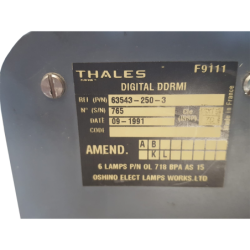 THALES
F9111
DIGITAL DDRMI
REF (P/N) 63543-250-3
N° (S/N) 765
DATE 09-1991
CODE
in France
AMEND. A B
K L
6 LAMPS P/N OL 718 BPA AS 15
OSHINO ELECT LAMPS WORKS.LTD